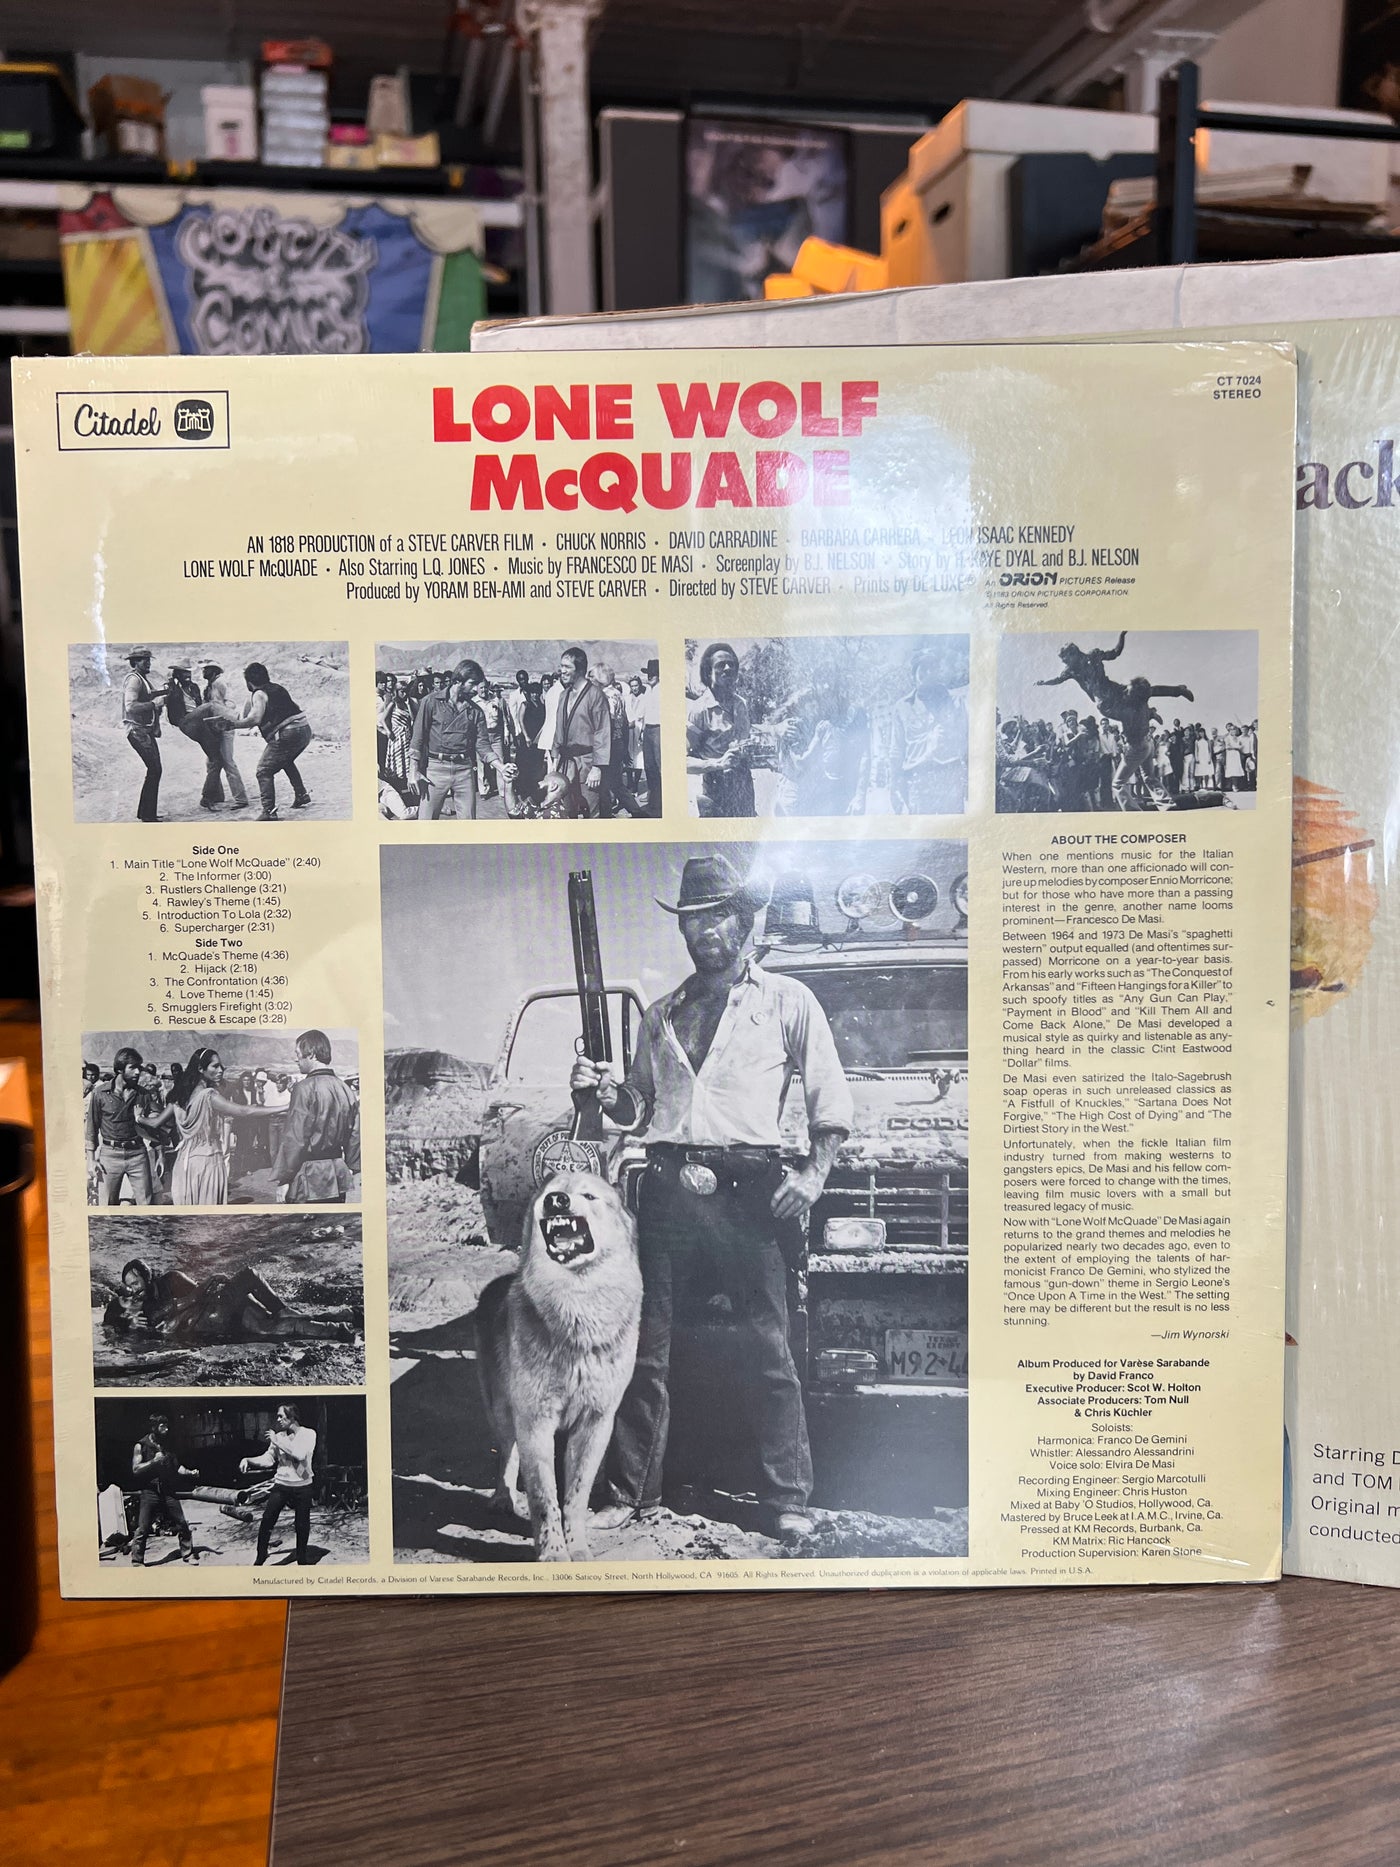 COAST CITY
COMICS
Citadel
LONE WOLF
McQUADE
CT 7024
STEREO
AN 1818 PRODUCTION of a STEVE CARVER FILM • CHUCK NORRIS • DAVID CARRADINE • BARBARA CARRERA • LEON ISAAC KENNEDY
LONE WOLF McQUADE • Also Starring L.Q. JONES • Music by FRANCESCO DE MASI • Screenplay by B.J. NELSON • Story by H. KAYE DYAL and B.J. NELSON
Produced by YORAM BEN-AMI and STEVE CARVER • Directed by STEVE CARVER • Prints by DE LUXE®
An ORION PICTURES Release
©1983 ORION PICTURES CORPORATION.
All Rights Reserved.
Side One
1. Main Title "Lone Wolf McQuade" (2:40)
2. The Informer (3:00)
3. Rustlers Challenge (3:21)
4. Rawley's Theme (1:45)
5. Introduction To Lola (2:32)
6. Supercharger (2:31)
Side Two
1. McQuade's Theme (4:36)
2. Hijack (2:18)
3. The Confrontation (4:36)
4. Love Theme (1:45)
5. Smugglers Firefight (3:02)
6. Rescue & Escape (3:28)
DODG
TEXAS
EXEMPT
M92•44
ABOUT THE COMPOSER
When one mentions music for the Italian
Western, more than one afficionado will con-
jure up melodies by composer Ennio Morricone;
but for those who have more than a passing
interest in the genre, another name looms
prominent—Francesco De Masi.
Between 1964 and 1973 De Masi's "spaghetti
western" output equalled (and oftentimes sur-
passed) Morricone on a year-to-year basis.
From his early works such as "The Conquest of
Arkansas" and "Fifteen Hangings for a Killer" to
such spoofy titles as "Any Gun Can Play,"
"Payment in Blood" and "Kill Them All and
Come Back Alone," De Masi developed a
musical style as quirky and listenable as any-
thing heard in the classic Clint Eastwood
"Dollar" films.
De Masi even satirized the Italo-Sagebrush
soap operas in such unreleased classics as
"A Fistfull of Knuckles," "Sartana Does Not
Forgive," "The High Cost of Dying" and "The
Dirtiest Story in the West."
Unfortunately, when the fickle Italian film
industry turned from making westerns to
gangsters epics, De Masi and his fellow com-
posers were forced to change with the times,
leaving film music lovers with a small but
treasured legacy of music.
Now with "Lone Wolf McQuade" De Masi again
returns to the grand themes and melodies he
popularized nearly two decades ago, even to
the extent of employing the talents of har-
monicist Franco De Gemini, who stylized the
famous "gun-down" theme in Sergio Leone's
"Once Upon A Time in the West." The setting
here may be different but the result is no less
stunning.
—Jim Wynorski
Album Produced for Varèse Sarabande
by David Franco
Executive Producer: Scot W. Holton
Associate Producers: Tom Null
& Chris Küchler
Soloists:
Harmonica: Franco De Gemini
Whistler: Alessandro Alessandrini
Voice solo: Elvira De Masi
Recording Engineer: Sergio Marcotulli
Mixing Engineer: Chris Huston
Mixed at Baby 'O Studios, Hollywood, Ca.
Mastered by Bruce Leek at I.A.M.C., Irvine, Ca.
Pressed at KM Records, Burbank, Ca.
KM Matrix: Ric Hancock
Production Supervision: Karen Stone
Manufactured by Citadel Records, a Division of Varese Sarabande Records, Inc., 13006 Saticoy Street, North Hollywood, CA 91605. All Rights Reserved. Unauthorized duplication is a violation of applicable laws. Printed in U.S.A.
ack
Starring D
and TOM
Original m
conducted